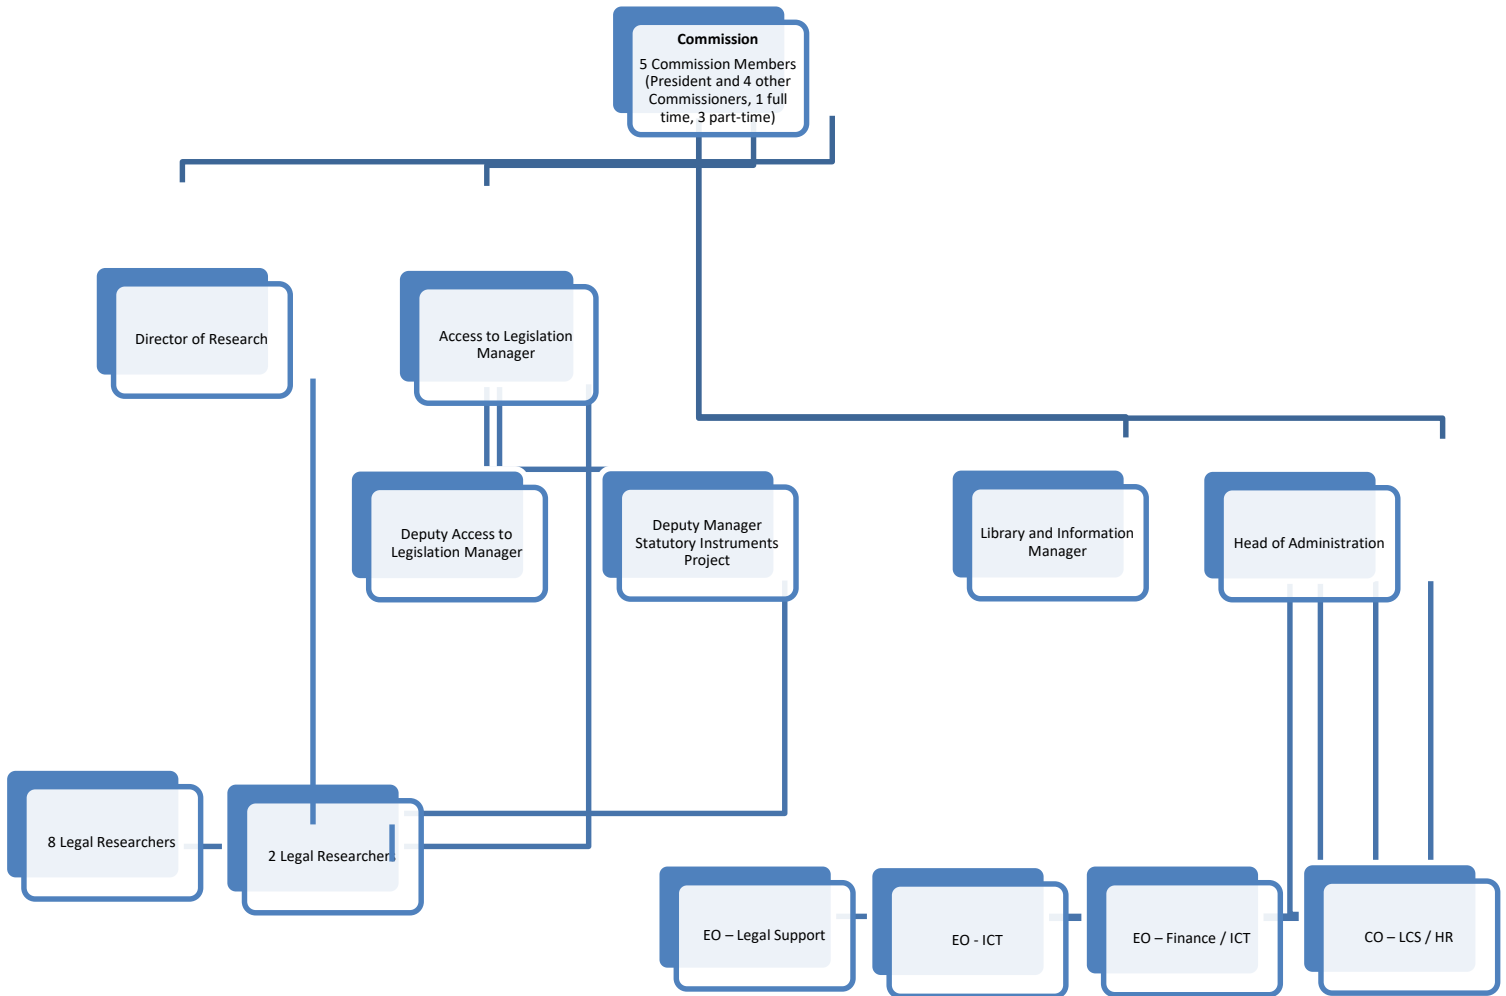 Commission
5 Commission Members
(President and 4 other
Commissioners, 1 full
time, 3 part-time)
Director of Research
Access to Legislation
Manager
Deputy Access to
Legislation Manager
Deputy Manager
Statutory Instruments
Project
Library and Information
Manager
Head of Administration
8 Legal Researchers
2 Legal Researchers
EO – Legal Support
EO - ICT
EO – Finance / ICT
CO – LCS / HR